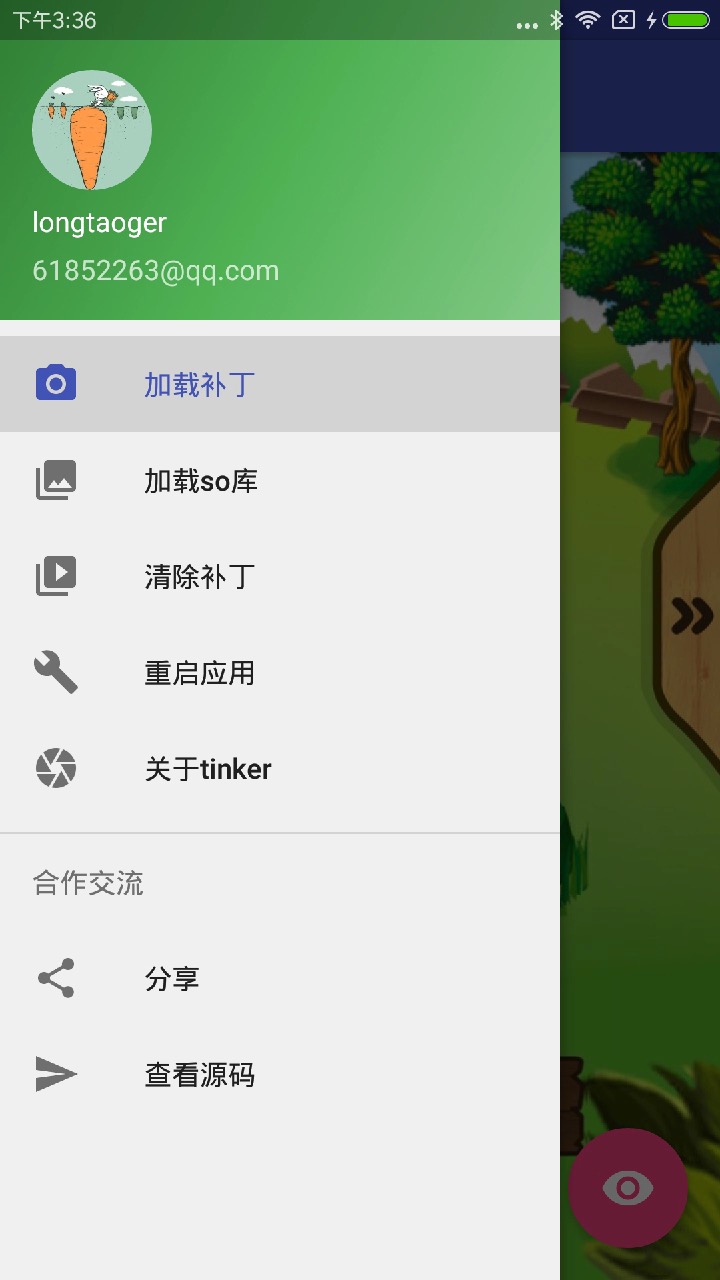 下午3:36
longtaoger
61852263@qq.com
加载补丁
加载so库
清除补丁
重启应用
关于tinker
合作交流
分享
查看源码